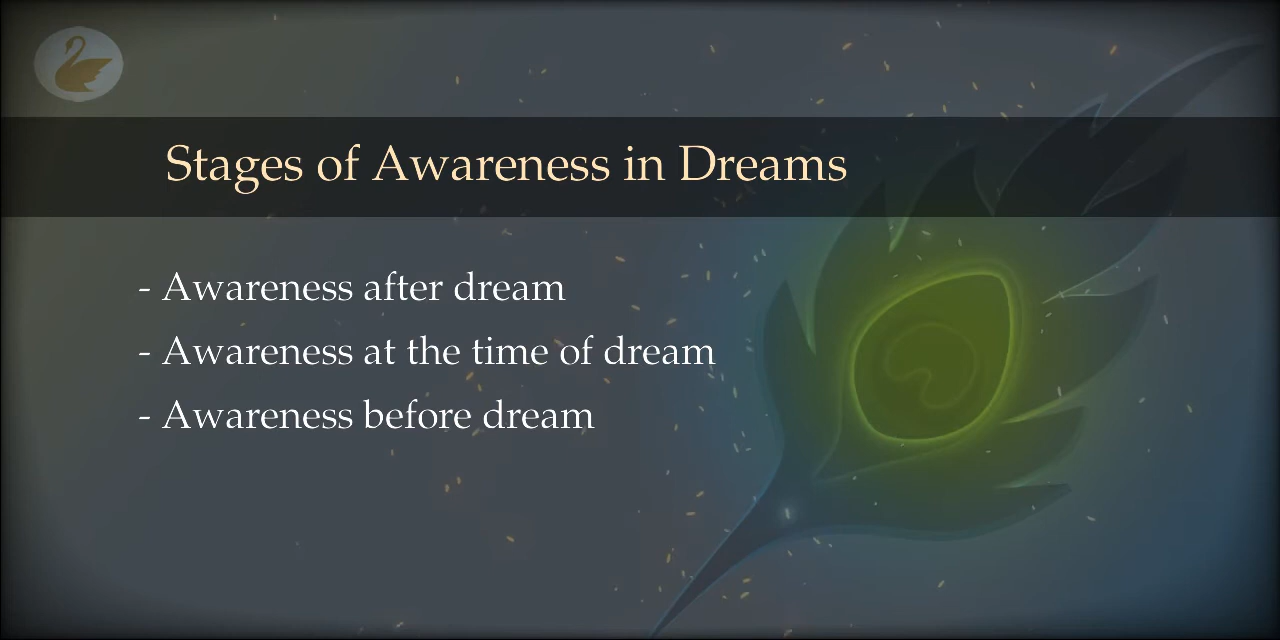 Stages of Awareness in Dreams
- Awareness after dream
- Awareness at the time of dream
- Awareness before dream